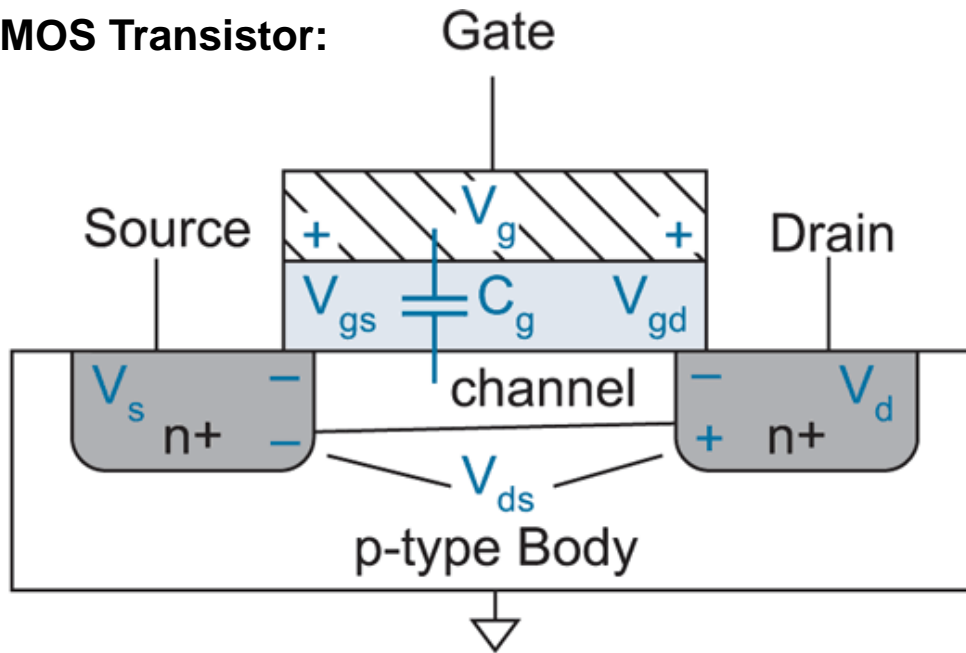 MOS Transistor:
Gate
Source
Drain
Vg
+ +
Vgs Cg Vgd
Vs − − Vd
channel
n+ − + n+
Vds
p-type Body